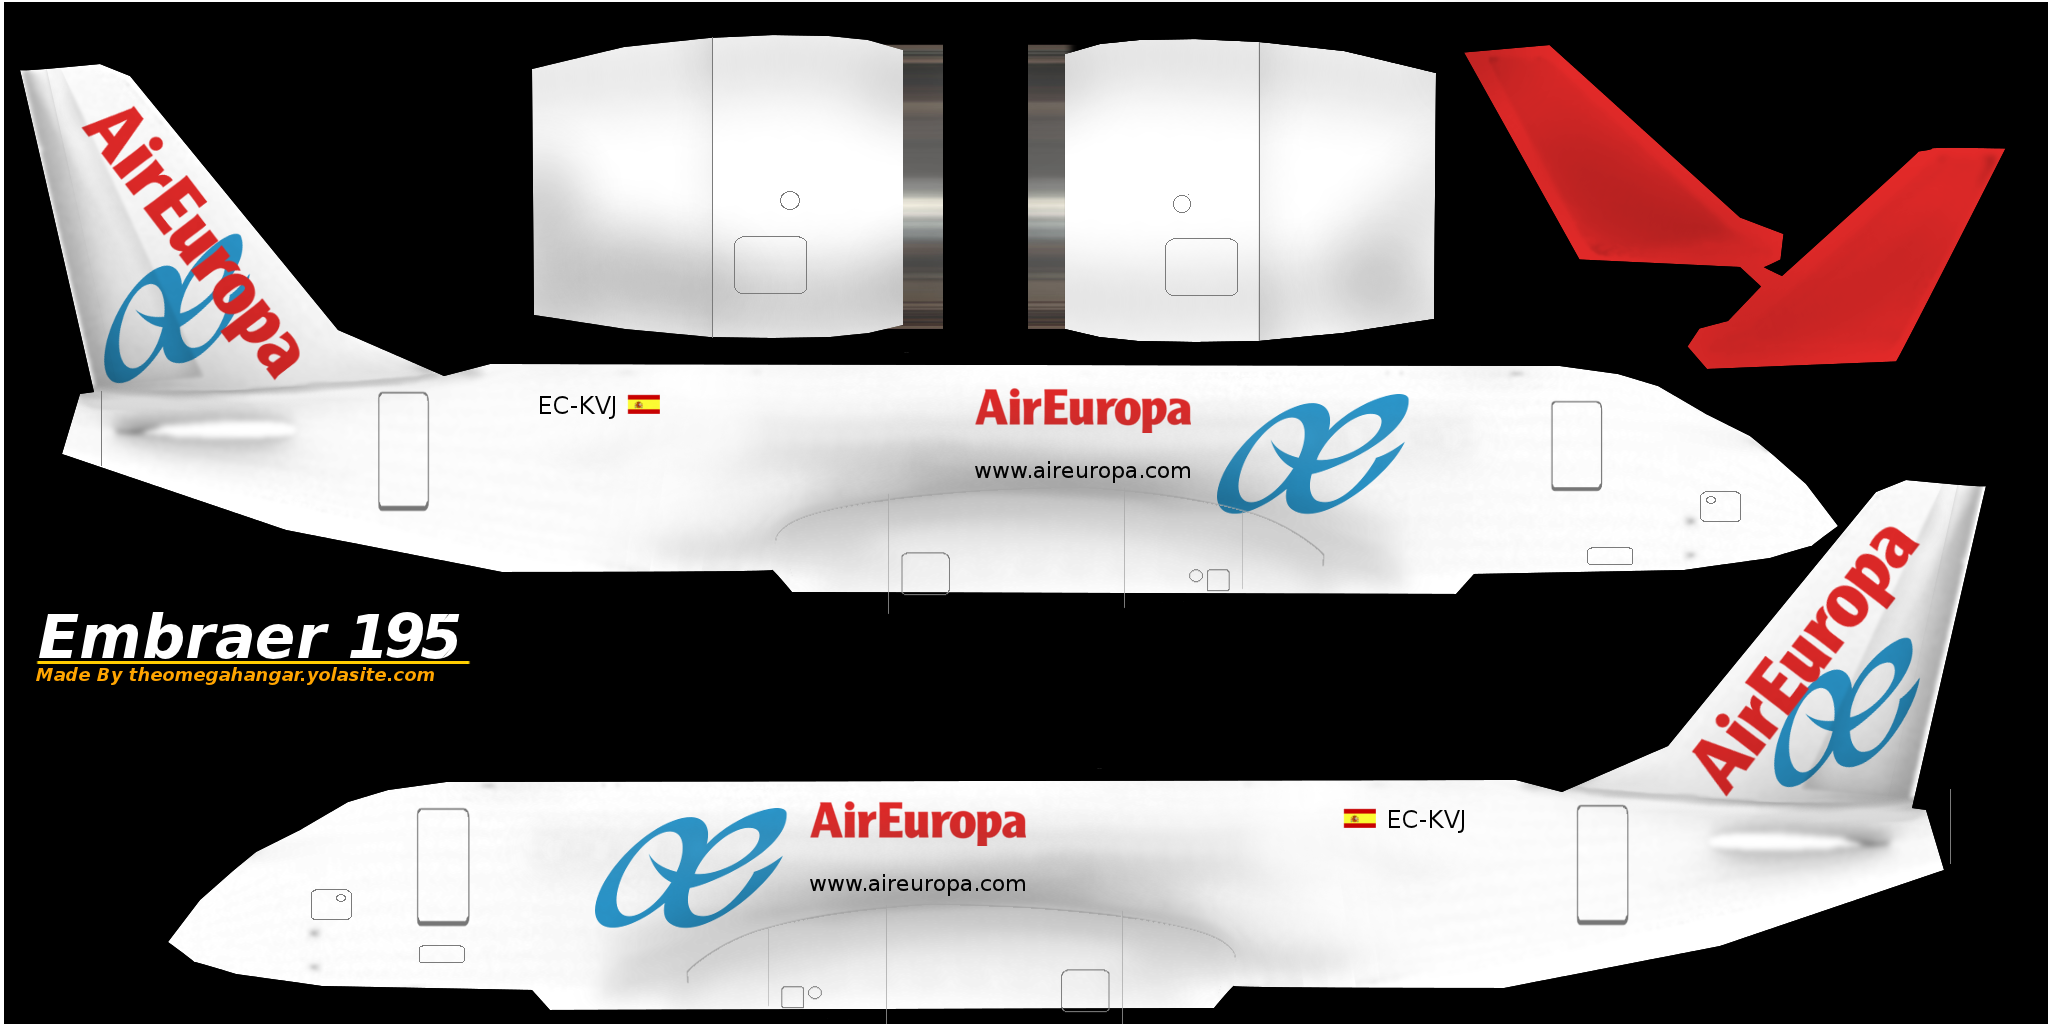 AirEuropa
œ
EC-KVJ
AirEuropa
www.aireuropa.com
œ
Embraer 195
Made By theomegahangar.yolasite.com
AirEuropa
œ
œ
AirEuropa
www.aireuropa.com
EC-KVJ